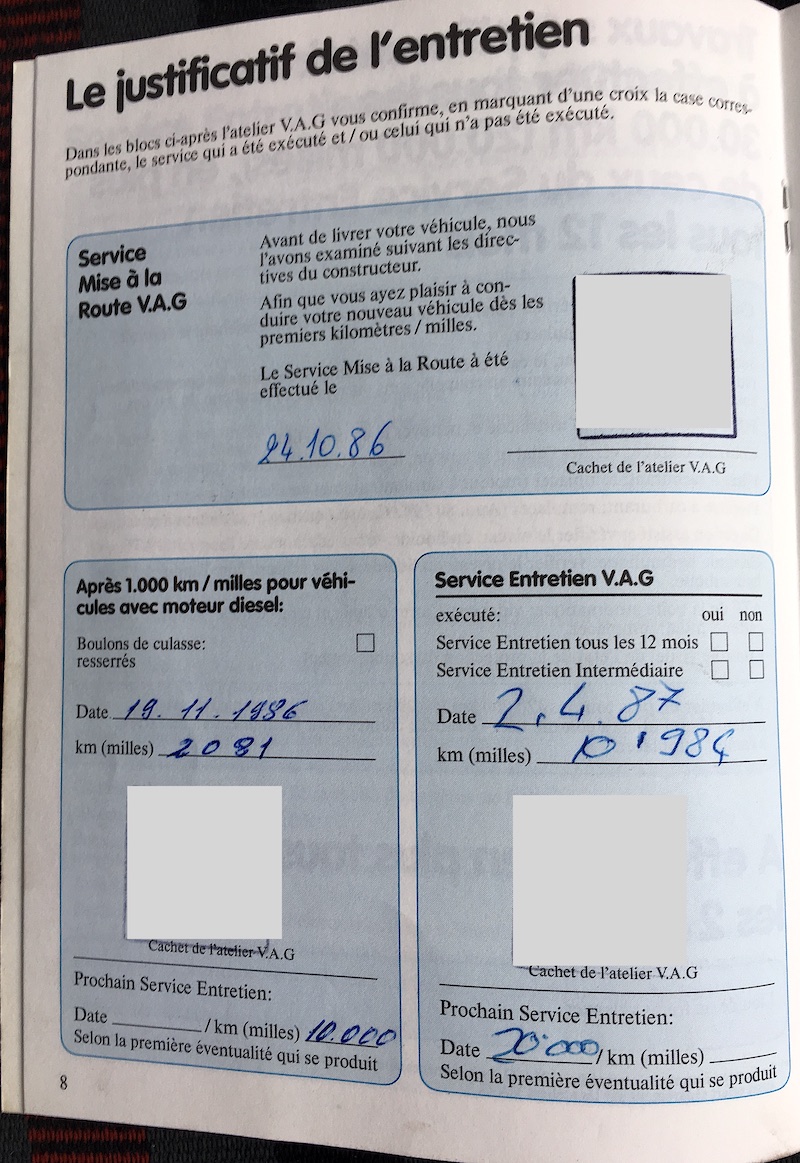 Le justificatif de l'entretien
Dans les blocs ci-après l'atelier V.A.G vous confirme, en marquant d'une croix la case corres-
pondante, le service qui a été exécuté et / ou celui qui n'a pas été exécuté.
Service
Mise à la
Route V.A.G
Avant de livrer votre véhicule, nous
l'avons examiné suivant les direc-
tives du constructeur.
Afin que vous ayez plaisir à con-
duire votre nouveau véhicule dès les
premiers kilomètres / milles.
Le Service Mise à la Route à été
effectué le
24.10.86
Cachet de l'atelier V.A.G
Après 1.000 km / milles pour véhi-
cules avec moteur diesel:
Boulons de culasse:
resserrés
Date 19.11.1986
km (milles) 2081
Cachet de l'atelier V.A.G
Prochain Service Entretien:
Date / km (milles) 10.000
Selon la première éventualité qui se produit
Service Entretien V.A.G
exécuté: oui non
Service Entretien tous les 12 mois
Service Entretien Intermédiaire
Date 2.4.87
km (milles) 10'984
Cachet de l'atelier V.A.G
Prochain Service Entretien:
Date 20'000 / km (milles)
Selon la première éventualité qui se produit
8